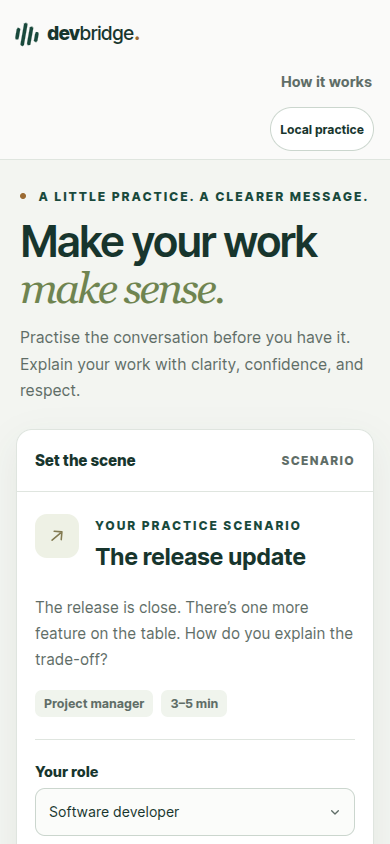 devbridge.
How it works
Local practice
A LITTLE PRACTICE. A CLEARER MESSAGE.
Make your work
make sense.
Practise the conversation before you have it.
Explain your work with clarity, confidence, and
respect.
Set the scene
SCENARIO
YOUR PRACTICE SCENARIO
The release update
The release is close. There’s one more
feature on the table. How do you explain the
trade-off?
Project manager
3–5 min
Your role
Software developer